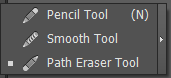 Pencil Tool (N)
Smooth Tool
Path Eraser Tool